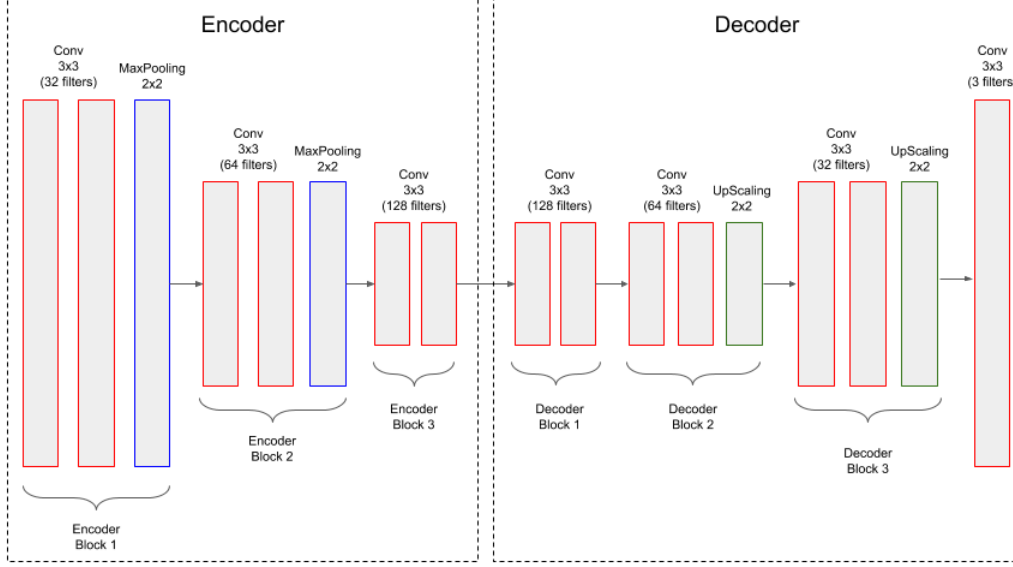 Encoder
Conv
3x3
(32 filters)
MaxPooling
2x2
Conv
3x3
(64 filters)
MaxPooling
2x2
Conv
3x3
(128 filters)
Encoder
Block 1
Encoder
Block 2
Encoder
Block 3
Decoder
Conv
3x3
(128 filters)
Conv
3x3
(64 filters)
UpScaling
2x2
Conv
3x3
(32 filters)
UpScaling
2x2
Conv
3x3
(3 filters
Decoder
Block 1
Decoder
Block 2
Decoder
Block 3